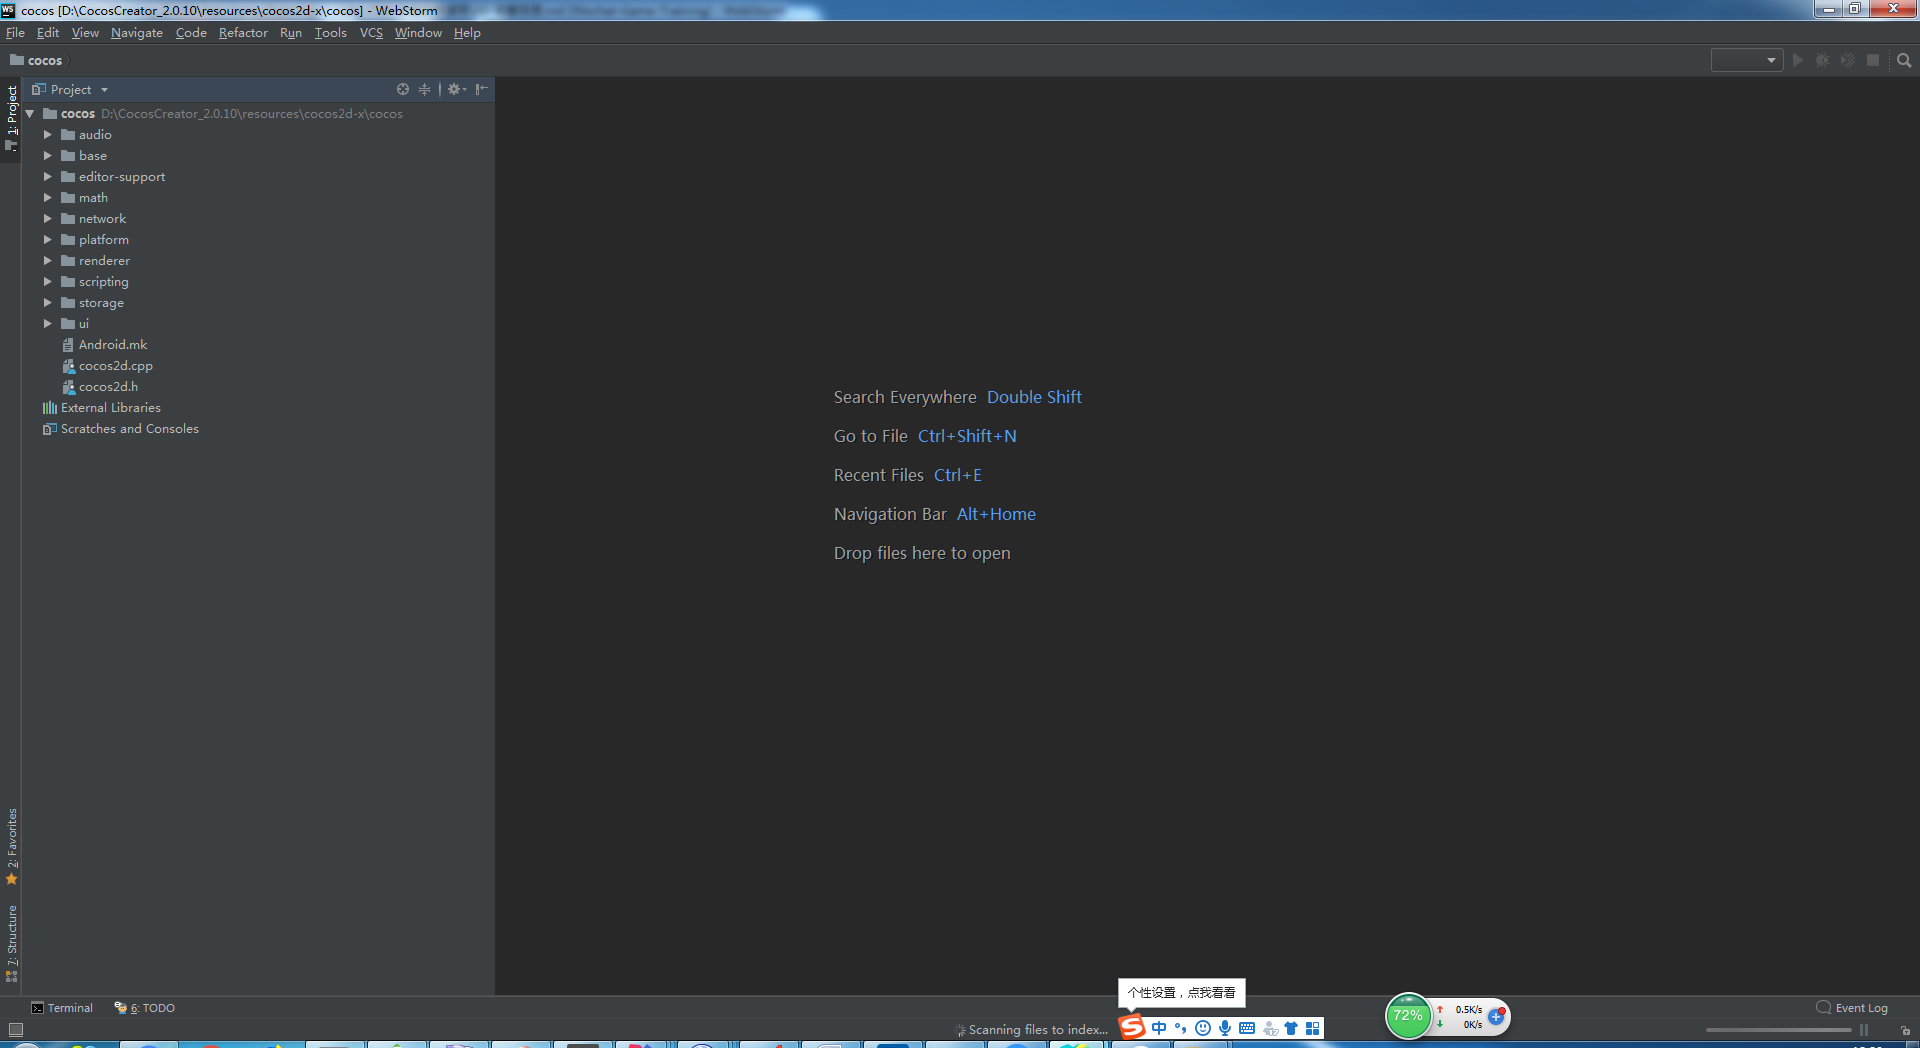 WS cocos [D:\CocosCreator_2.0.10\resources\cocos2d-x\cocos] - WebStorm
File Edit View Navigate Code Refactor Run Tools VCS Window Help
cocos
1: Project
Project
cocos D:\CocosCreator_2.0.10\resources\cocos2d-x\cocos
audio
base
editor-support
math
network
platform
renderer
scripting
storage
ui
Android.mk
cocos2d.cpp
cocos2d.h
External Libraries
Scratches and Consoles
Search Everywhere Double Shift
Go to File Ctrl+Shift+N
Recent Files Ctrl+E
Navigation Bar Alt+Home
Drop files here to open
2: Favorites
7: Structure
个性设置，点我看看
Terminal 6: TODO
Event Log
Scanning files to index...
S 中
72%
0.5K/s
0K/s